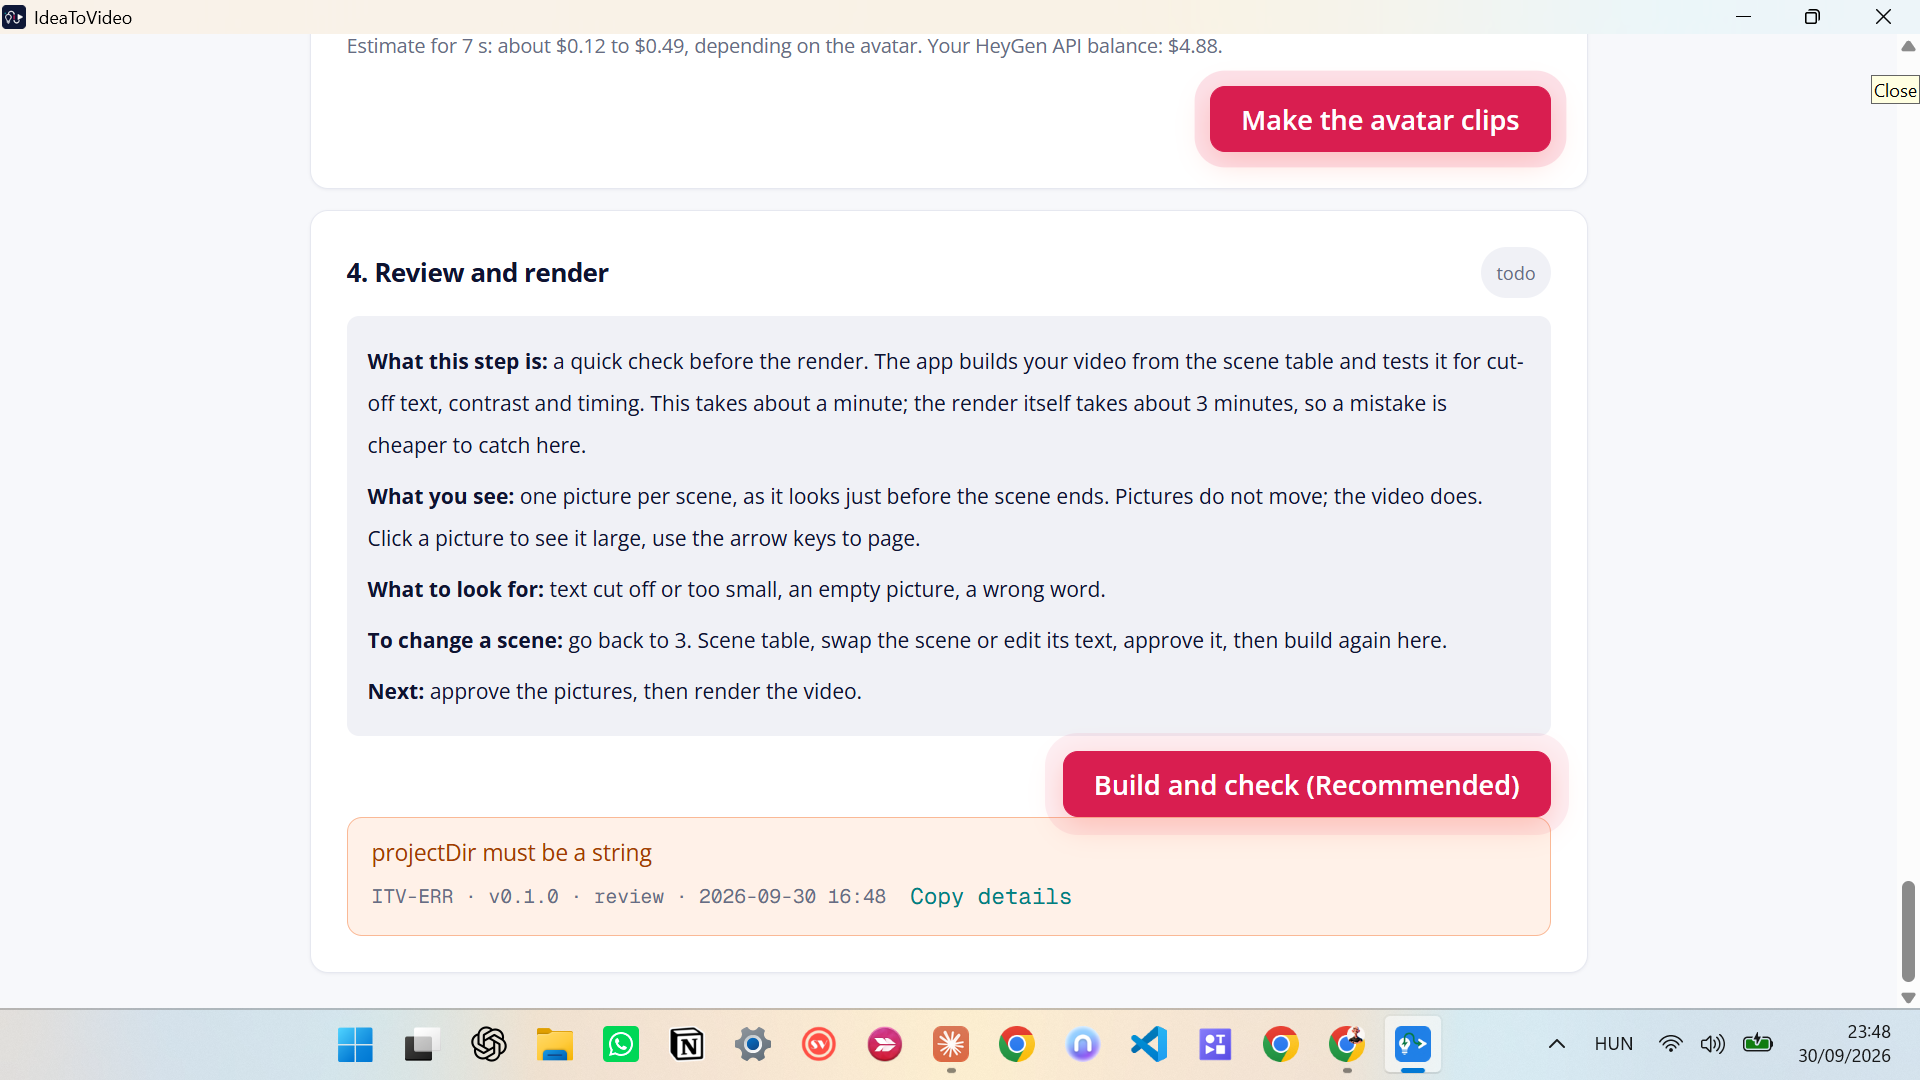 IdeaToVideo
Estimate for 7 s: about $0.12 to $0.49, depending on the avatar. Your HeyGen API balance: $4.88.
Close
Make the avatar clips
4. Review and render
todo
What this step is: a quick check before the render. The app builds your video from the scene table and tests it for cut-
off text, contrast and timing. This takes about a minute; the render itself takes about 3 minutes, so a mistake is
cheaper to catch here.
What you see: one picture per scene, as it looks just before the scene ends. Pictures do not move; the video does.
Click a picture to see it large, use the arrow keys to page.
What to look for: text cut off or too small, an empty picture, a wrong word.
To change a scene: go back to 3. Scene table, swap the scene or edit its text, approve it, then build again here.
Next: approve the pictures, then render the video.
Build and check (Recommended)
projectDir must be a string
ITV-ERR · v0.1.0 · review · 2026-09-30 16:48 Copy details
HUN
23:48
30/09/2026